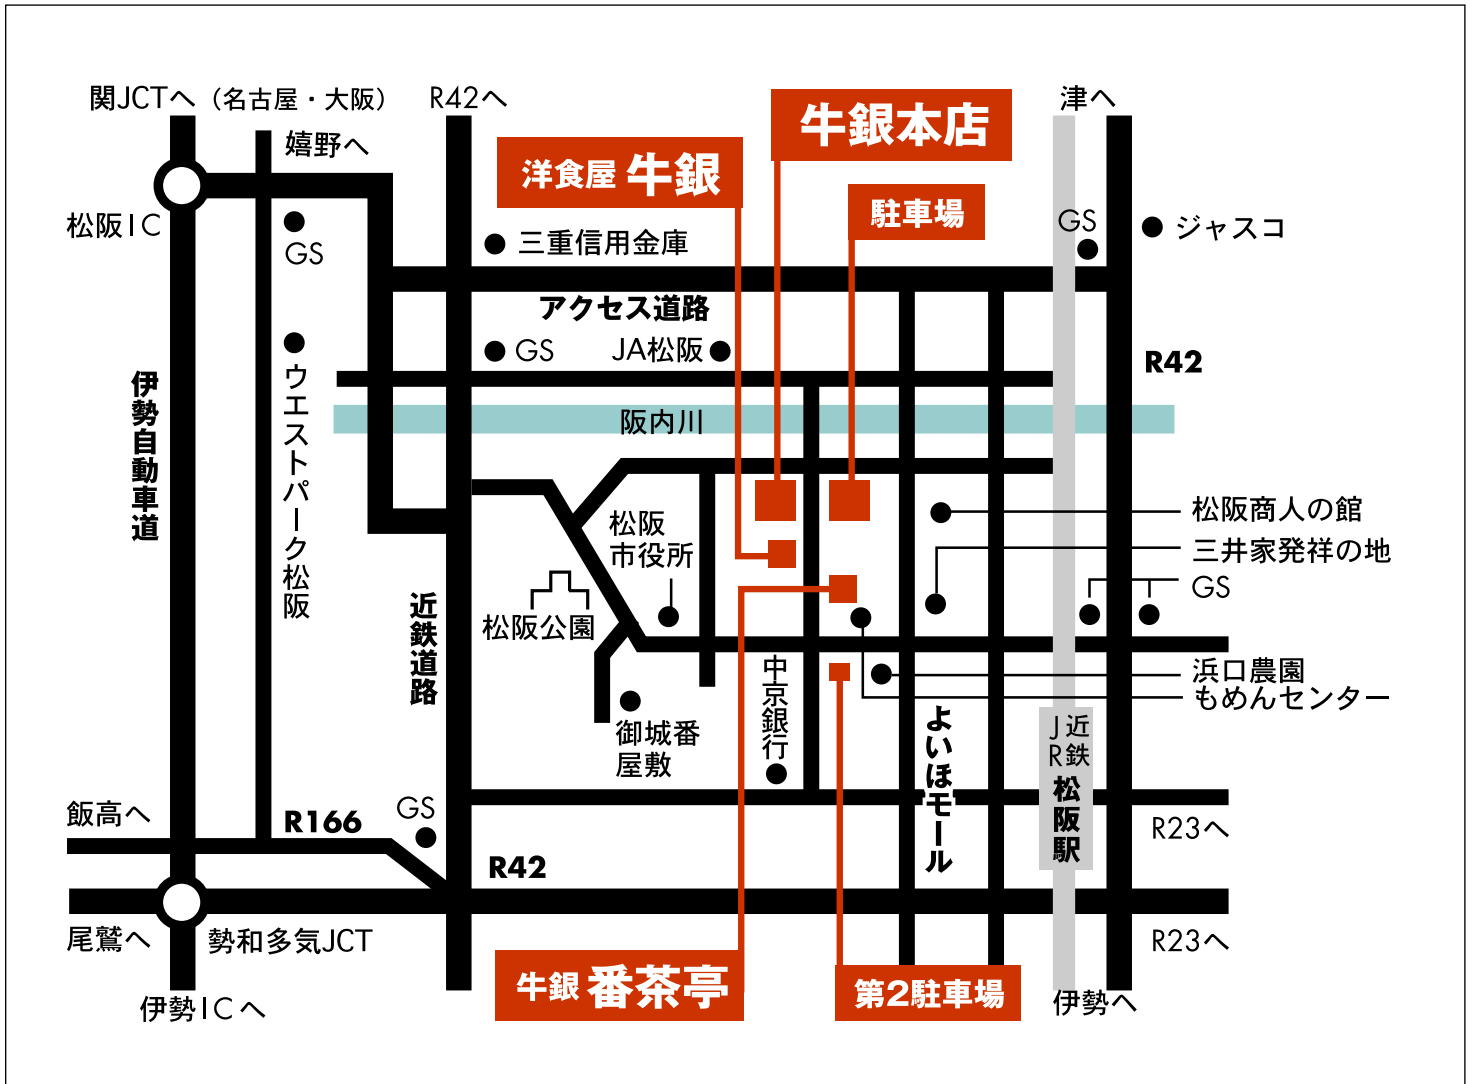 関JCTへ（名古屋・大阪）
R42へ
津へ
牛銀本店
嬉野へ
洋食屋 牛銀
駐車場
松阪IC
GS
三重信用金庫
GS
ジャスコ
アクセス道路
GS
JA松阪
R42
伊勢自動車道
ウエストパーク松阪
阪内川
松阪
市役所
松阪商人の館
三井家発祥の地
GS
近鉄道路
松阪公園
浜口農園
もめんセンター
御城番
屋敷
中京銀行
よいほモール
JR
近鉄
松阪駅
飯高へ
R166
GS
R23へ
R42
尾鷲へ
勢和多気JCT
R23へ
牛銀 番茶亭
第2駐車場
伊勢ICへ
伊勢へ